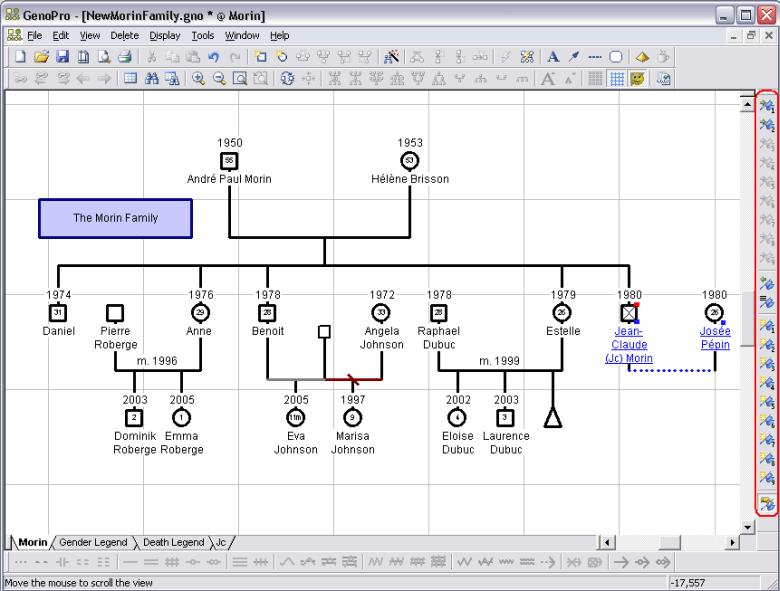 GenoPro - [NewMorinFamily.gno * @ Morin]
File Edit View Delete Display Tools Window Help
1950 1953
55 53
André Paul Morin Hélène Brisson
The Morin Family
1974 1976 1978 1972 1978 1979 1980 1980
31 29 28 33 28 26 26
Daniel Pierre Roberge Anne Benoit Angela Johnson Raphael Dubuc Estelle Jean-Claude (Jc) Morin Josée Pépin
m. 1996 m. 1999
2003 2005 2005 1997 2002 2003
2 1 11m 9 4 3
Dominik Emma Eva Marisa Eloise Laurence
Roberge Roberge Johnson Johnson Dubuc Dubuc
Morin Gender Legend Death Legend Jc
Move the mouse to scroll the view -17,557